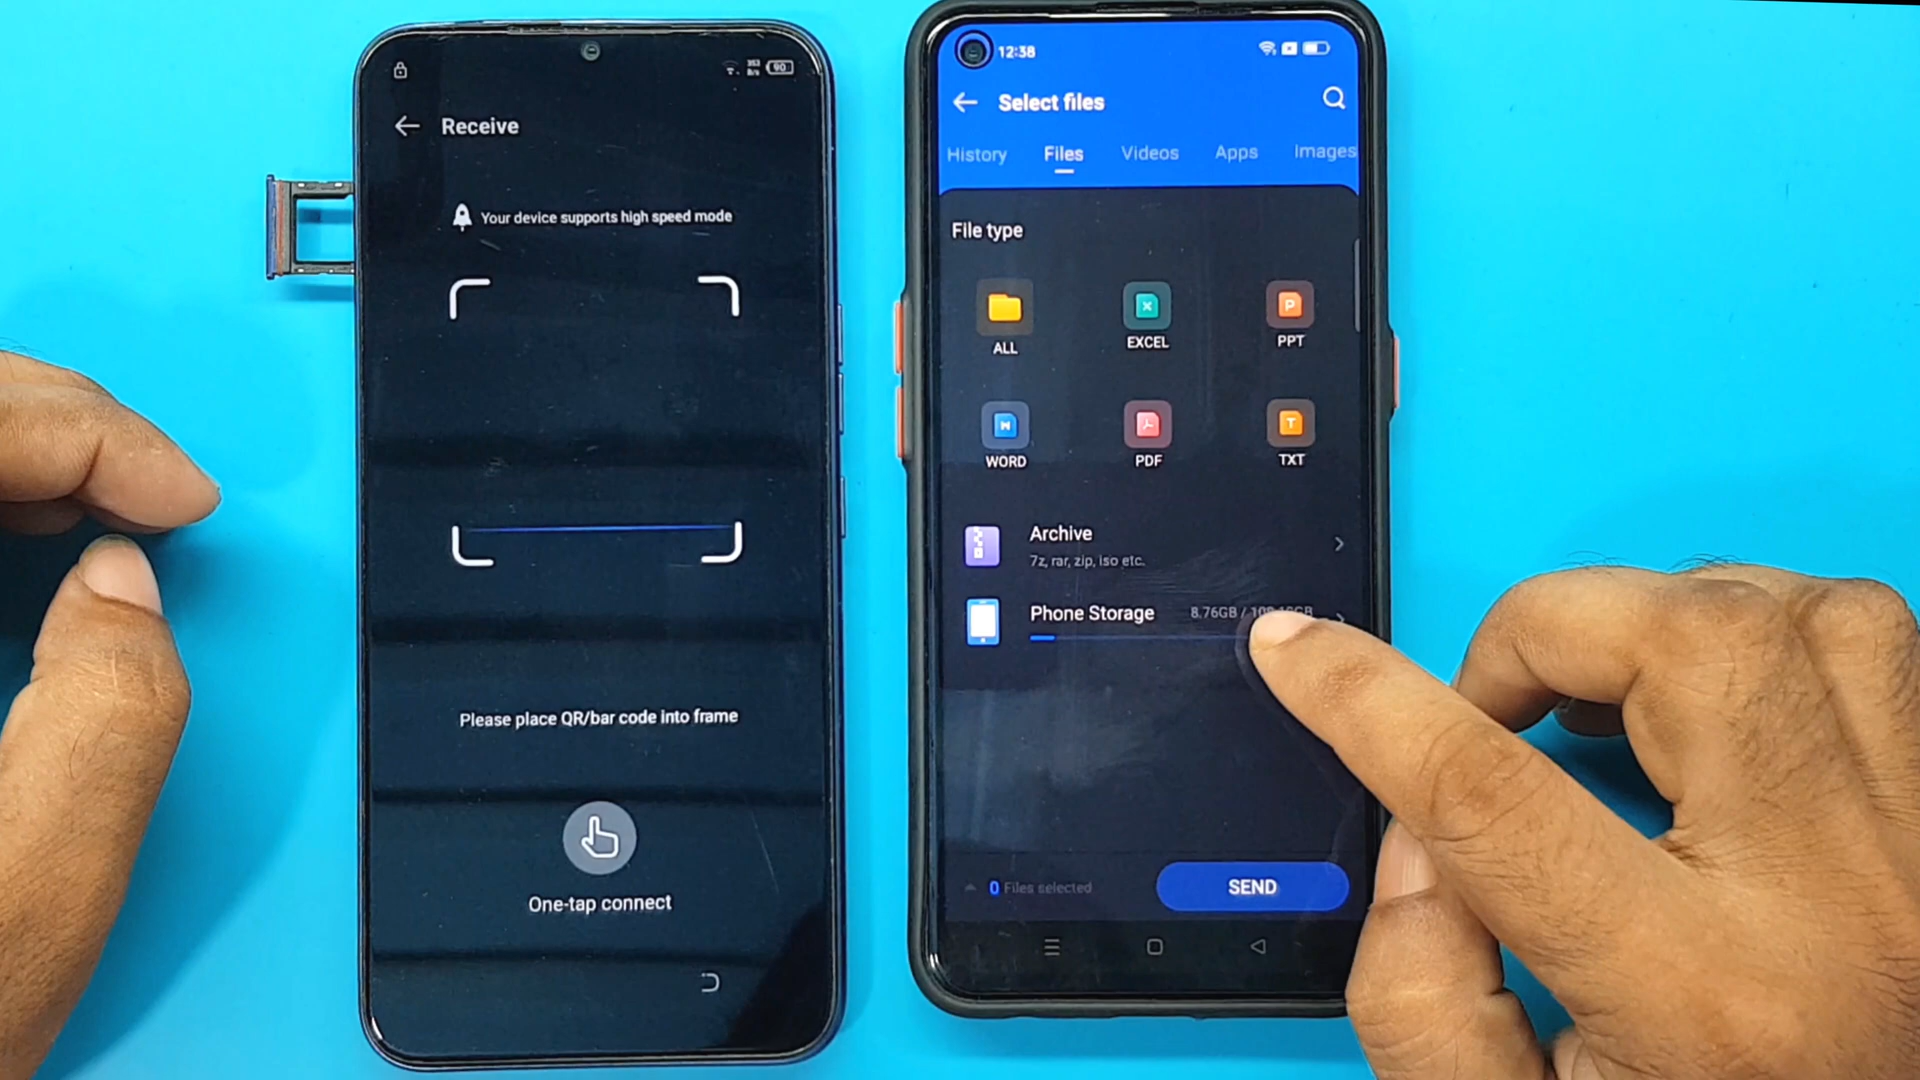 90
Receive
Your device supports high speed mode
Please place QR/bar code into frame
One-tap connect
12:38
Select files
History Files Videos Apps Images
File type
ALL EXCEL PPT
WORD PDF TXT
Archive
7z, rar, zip, iso etc.
Phone Storage 8.76GB /
0 Files selected SEND